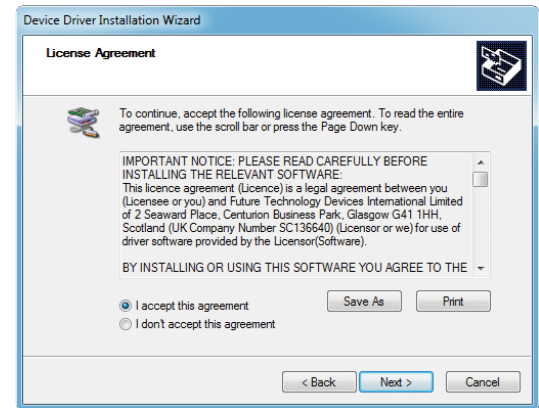 Device Driver Installation Wizard
License Agreement
To continue, accept the following license agreement. To read the entire
agreement, use the scroll bar or press the Page Down key.
IMPORTANT NOTICE: PLEASE READ CAREFULLY BEFORE
INSTALLING THE RELEVANT SOFTWARE:
This licence agreement (Licence) is a legal agreement between you
(Licensee or you) and Future Technology Devices International Limited
of 2 Seaward Place, Centurion Business Park, Glasgow G41 1HH,
Scotland (UK Company Number SC136640) (Licensor or we) for use of
driver software provided by the Licensor(Software).
BY INSTALLING OR USING THIS SOFTWARE YOU AGREE TO THE
I accept this agreement
Save As
Print
I don't accept this agreement
< Back
Next >
Cancel